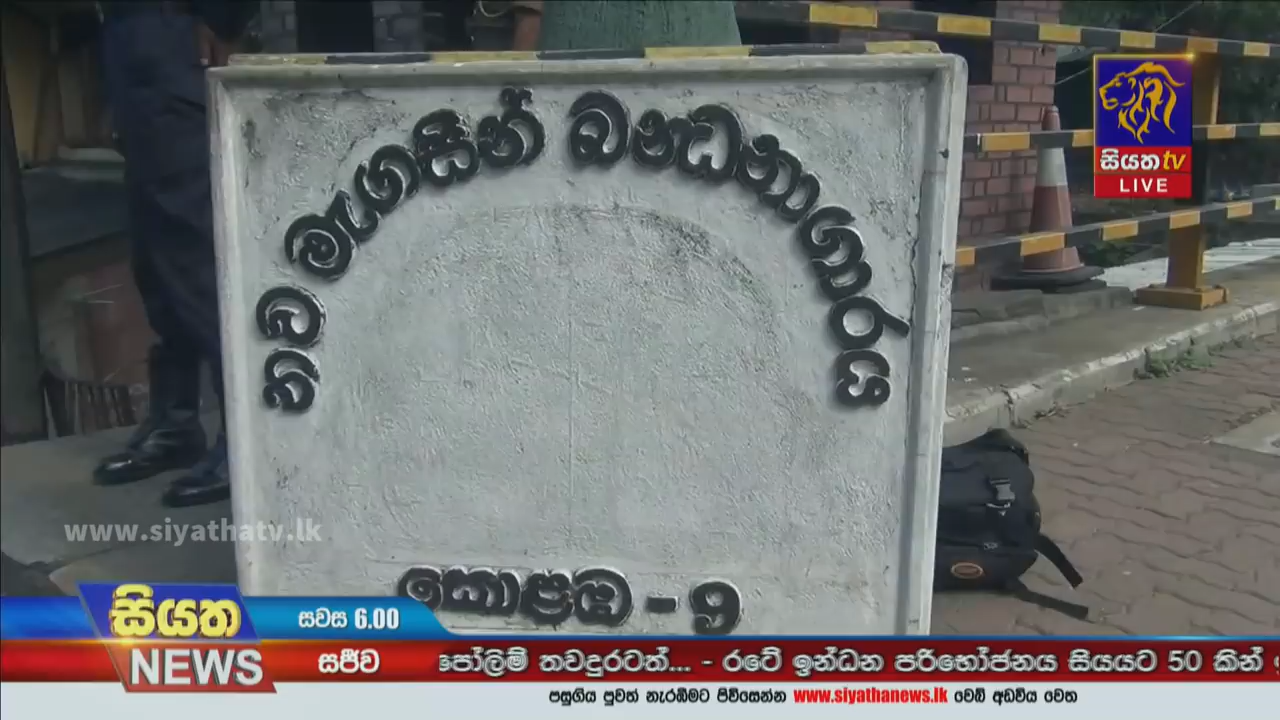 නව මැගසින් බන්ධනාගාරය
සියත tv
LIVE
www.siyathatv.lk
කොළඹ - 9
සියත
සවස 6.00
NEWS
සජීව
පෝලිම් තවදුරටත්... - රටේ ඉන්ධන පරිභෝජනය සියයට 50 කින්
පසුගිය පුවත් නැරඹීමට පිවිසෙන්න www.siyathanews.lk වෙබ් අඩවිය වෙත